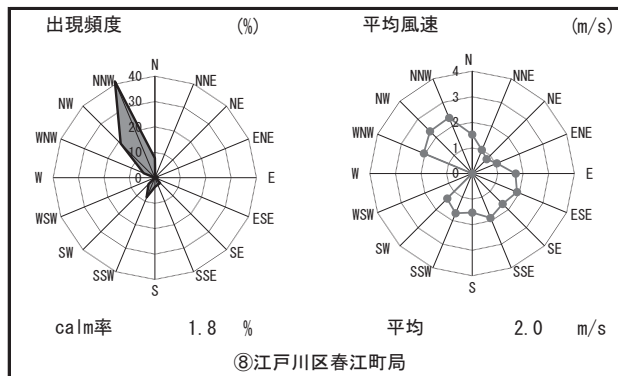 出現頻度 (%)
N
NNW NNE
NW NE
WNW ENE
W E
WSW ESE
SW SE
SSW SSE
S
40
30
20
10
0
calm率 1.8 %
平均風速 (m/s)
N
NNW NNE
NW NE
WNW ENE
W E
WSW ESE
SW SE
SSW SSE
S
4
3
2
1
0
平均 2.0 m/s
⑧江戸川区春江町局